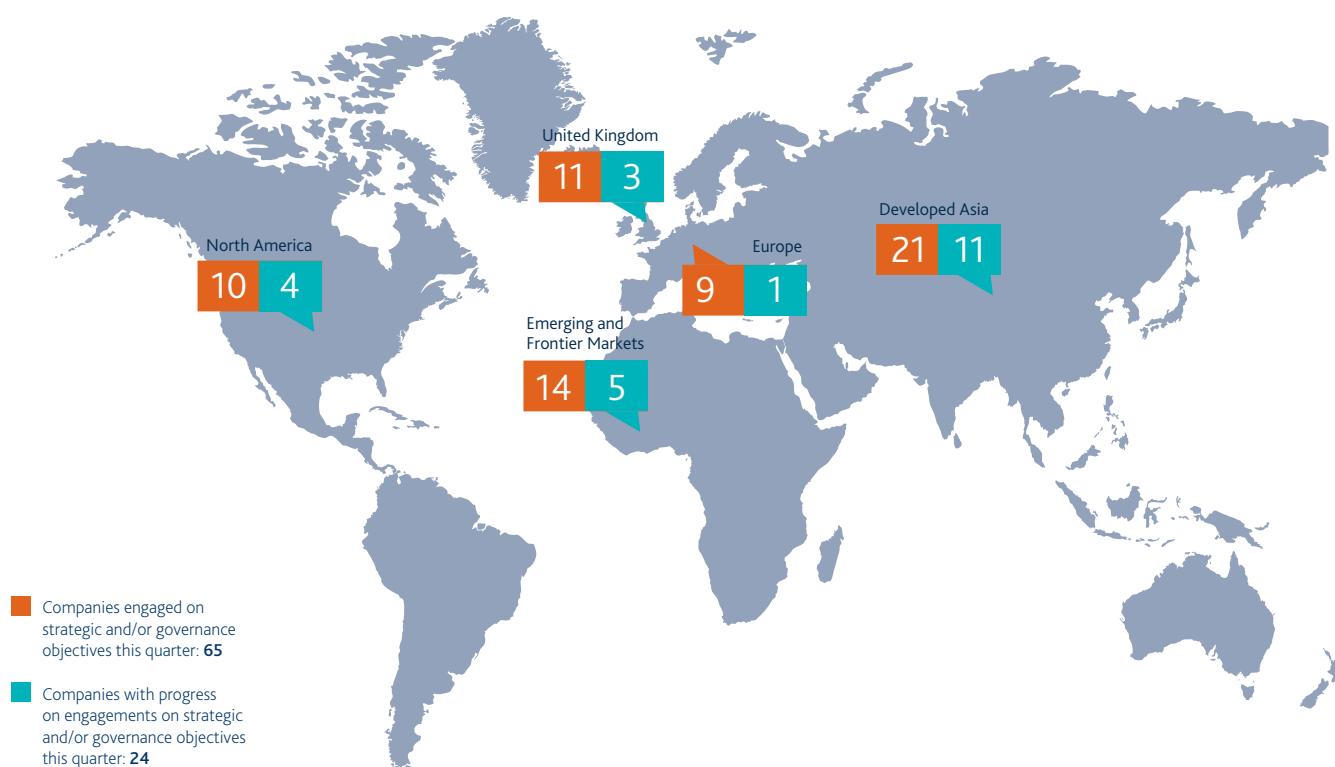 United Kingdom
11 3
Developed Asia
21 11
North America
10 4
Europe
9 1
Emerging and
Frontier Markets
14 5
Companies engaged on
strategic and/or governance
objectives this quarter: 65
Companies with progress
on engagements on strategic
and/or governance objectives
this quarter: 24